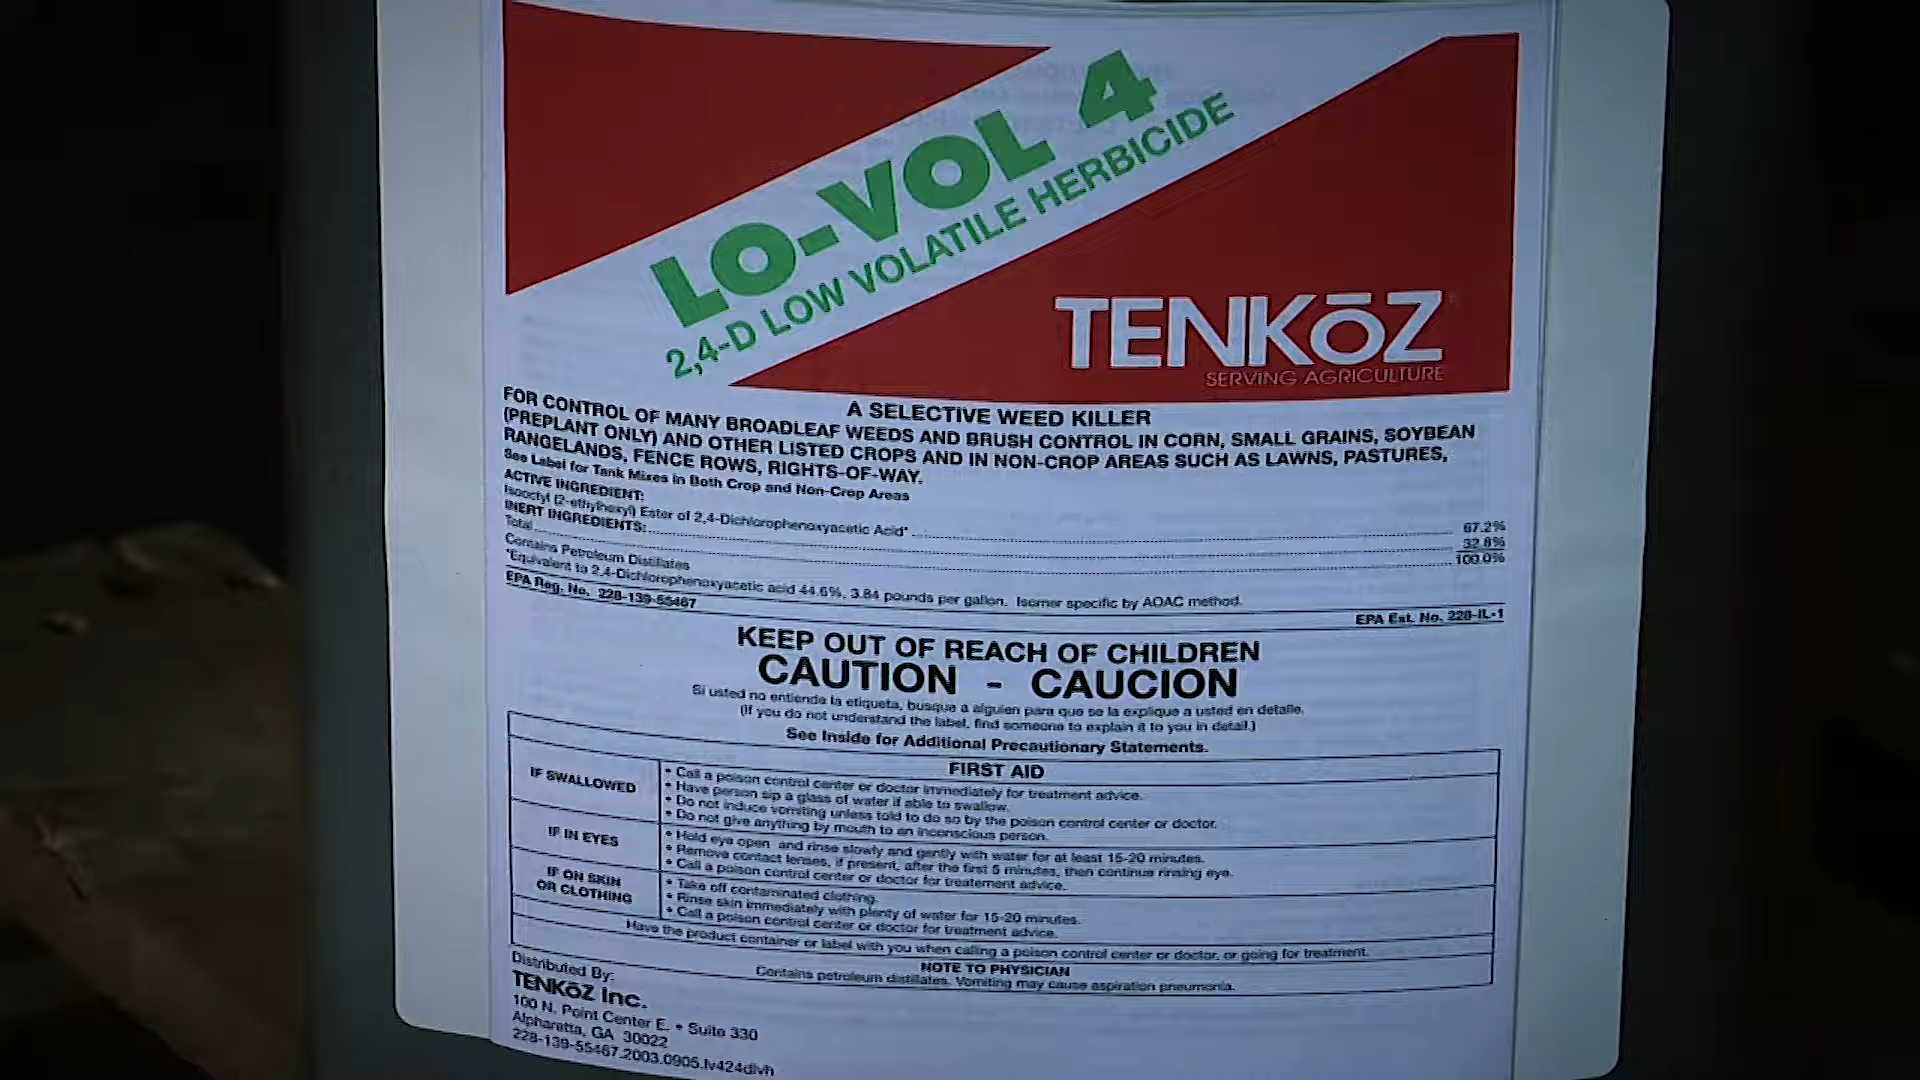 LO-VOL 4
2,4-D LOW VOLATILE HERBICIDE
TENKōZ
SERVING AGRICULTURE
A SELECTIVE WEED KILLER
FOR CONTROL OF MANY BROADLEAF WEEDS AND BRUSH CONTROL IN CORN, SMALL GRAINS, SOYBEAN
(PREPLANT ONLY) AND OTHER LISTED CROPS AND IN NON-CROP AREAS SUCH AS LAWNS, PASTURES,
RANGELANDS, FENCE ROWS, RIGHTS-OF-WAY.
See Label for Tank Mixes in Both Crop and Non-Crop Areas
ACTIVE INGREDIENT:
Isooctyl (2-ethylhexyl) Ester of 2,4-Dichlorophenoxyacetic Acid* 67.2%
INERT INGREDIENTS: 32.8%
Total 100.0%
Contains Petroleum Distillates
*Equivalent to 2,4-Dichlorophenoxyacetic acid 44.6%, 3.84 pounds per gallon. Isomer specific by AOAC method.
EPA Reg. No. 228-139-55467 EPA Est. No. 228-IL-1
KEEP OUT OF REACH OF CHILDREN
CAUTION - CAUCION
Si usted no entiende la etiqueta, busque a alguien para que se la explique a usted en detalle.
(If you do not understand the label, find someone to explain it to you in detail.)
See Inside for Additional Precautionary Statements.
FIRST AID
IF SWALLOWED
• Call a poison control center or doctor immediately for treatment advice.
• Have person sip a glass of water if able to swallow.
• Do not induce vomiting unless told to do so by the poison control center or doctor.
• Do not give anything by mouth to an inconscious person.
IF IN EYES
• Hold eye open and rinse slowly and gently with water for at least 15-20 minutes.
• Remove contact lenses, if present, after the first 5 minutes, then continue rinsing eye.
• Call a poison control center or doctor for treatement advice.
IF ON SKIN
OR CLOTHING
• Take off contaminated clothing.
• Rinse skin immediately with plenty of water for 15-20 minutes.
• Call a poison control center or doctor for treatment advice.
Have the product container or label with you when calling a poison control center or doctor, or going for treatment.
NOTE TO PHYSICIAN
Contains petroleum distillates. Vomiting may cause aspiration pneumonia.
Distributed By:
TENKōZ Inc.
100 N. Point Center E. • Suite 330
Alpharetta, GA 30022
228-139-55467.2003.0905.lv424dlvh